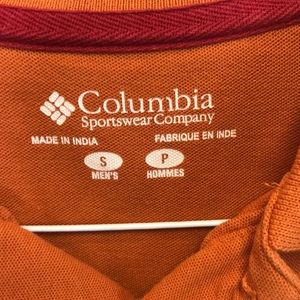 Columbia
Sportswear Company
MADE IN INDIA FABRIQUE EN INDE
S P
MEN'S HOMMES